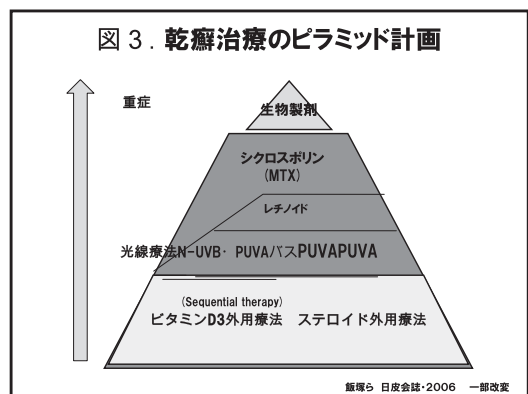 図3.乾癬治療のピラミッド計画
重症
生物製剤
シクロスポリン
(MTX)
レチノイド
光線療法N-UVB・ PUVAバスPUVAPUVA
(Sequential therapy)
ビタミンD3外用療法 ステロイド外用療法
飯塚ら 日皮会誌・2006 一部改変